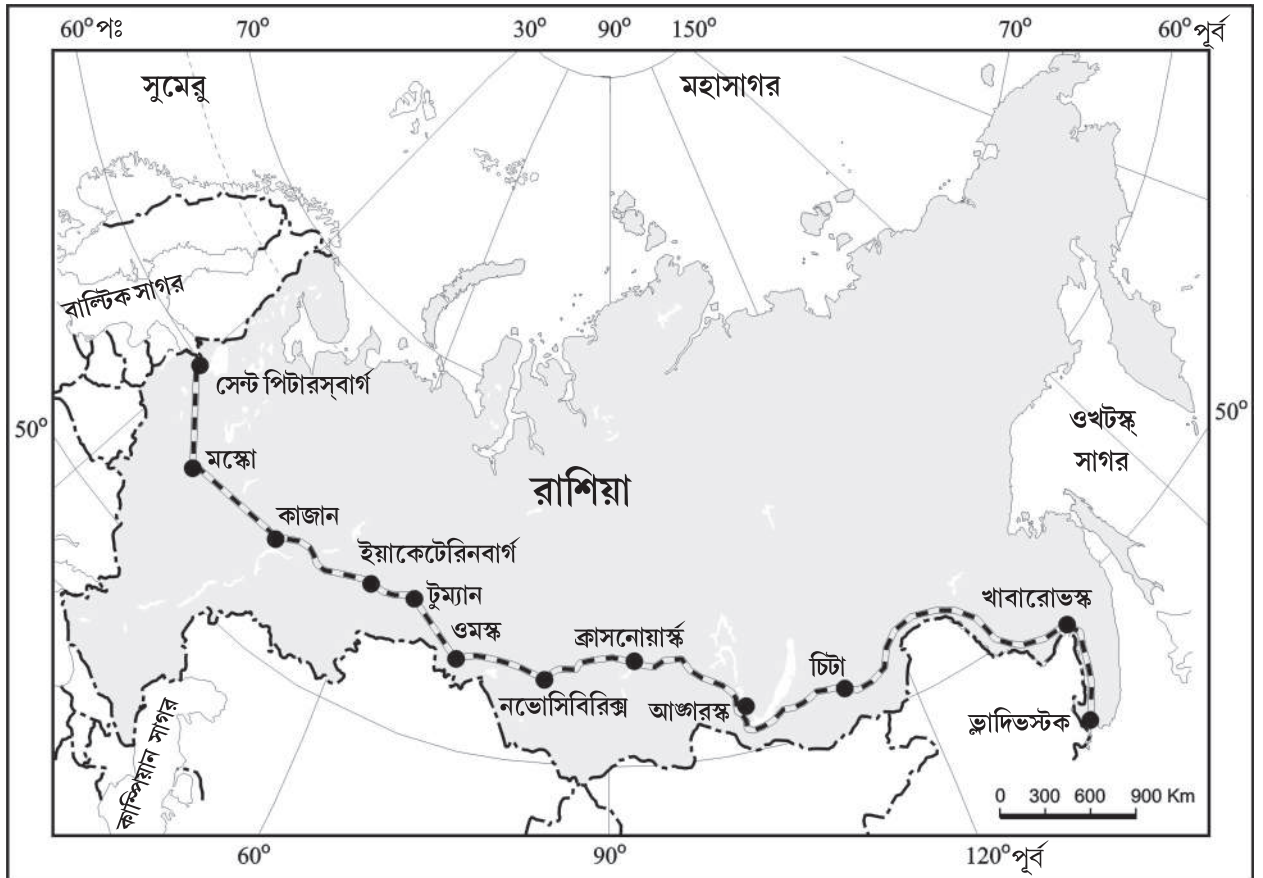 60° পঃ 70° 30° 90° 150° 70° 60° পূর্ব
সুমেরু মহাসাগর
বাল্টিক সাগর
সেন্ট পিটারস্‌বার্গ
50° 50°
ওখটস্ক্
সাগর
মস্কো
রাশিয়া
কাজান
ইয়াকেটেরিনবার্গ
টুম্যান
খাবারোভস্ক
ওমস্ক
ক্রাসনোয়ার্স্ক
চিটা
নভোসিবিরিক্স
আঙ্গরস্ক
ভ্লাদিভস্টক
কাস্পিয়ান সাগর
0 300 600 900 Km
60° 90° 120° পূর্ব